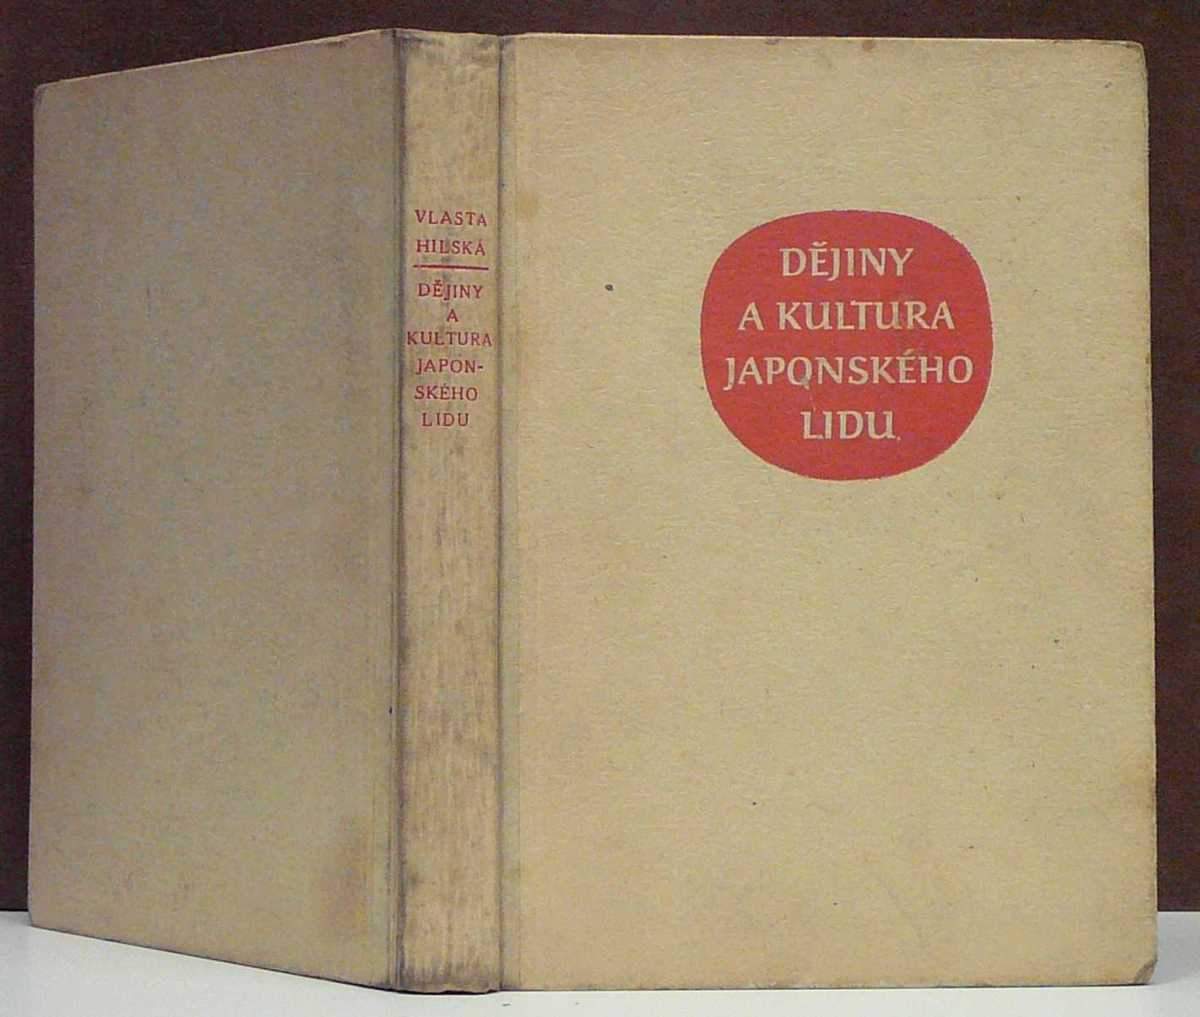 VLASTA
HILSKÁ
DĚJINY
A
KULTURA
JAPON-
SKÉHO
LIDU
DĚJINY
A KULTURA
JAPONSKÉHO
LIDU